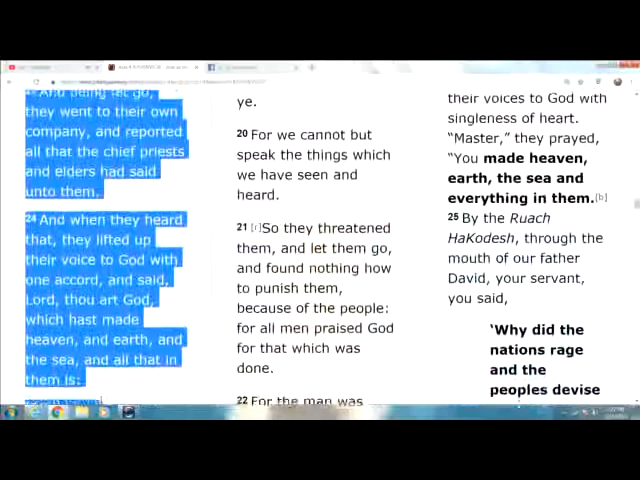 23 And being let go,
they went to their own
company, and reported
all that the chief priests
and elders had said
unto them.
24 And when they heard
that, they lifted up
their voice to God with
one accord, and said,
Lord, thou art God,
which hast made
heaven, and earth, and
the sea, and all that in
them is:
ye.
20 For we cannot but
speak the things which
we have seen and
heard.
21 [r]So they threatened
them, and let them go,
and found nothing how
to punish them,
because of the people:
for all men praised God
for that which was
done.
22 For the man was
their voices to God with
singleness of heart.
“Master,” they prayed,
“You made heaven,
earth, the sea and
everything in them.[b]
25 By the Ruach
HaKodesh, through the
mouth of our father
David, your servant,
you said,
‘Why did the
nations rage
and the
peoples devise